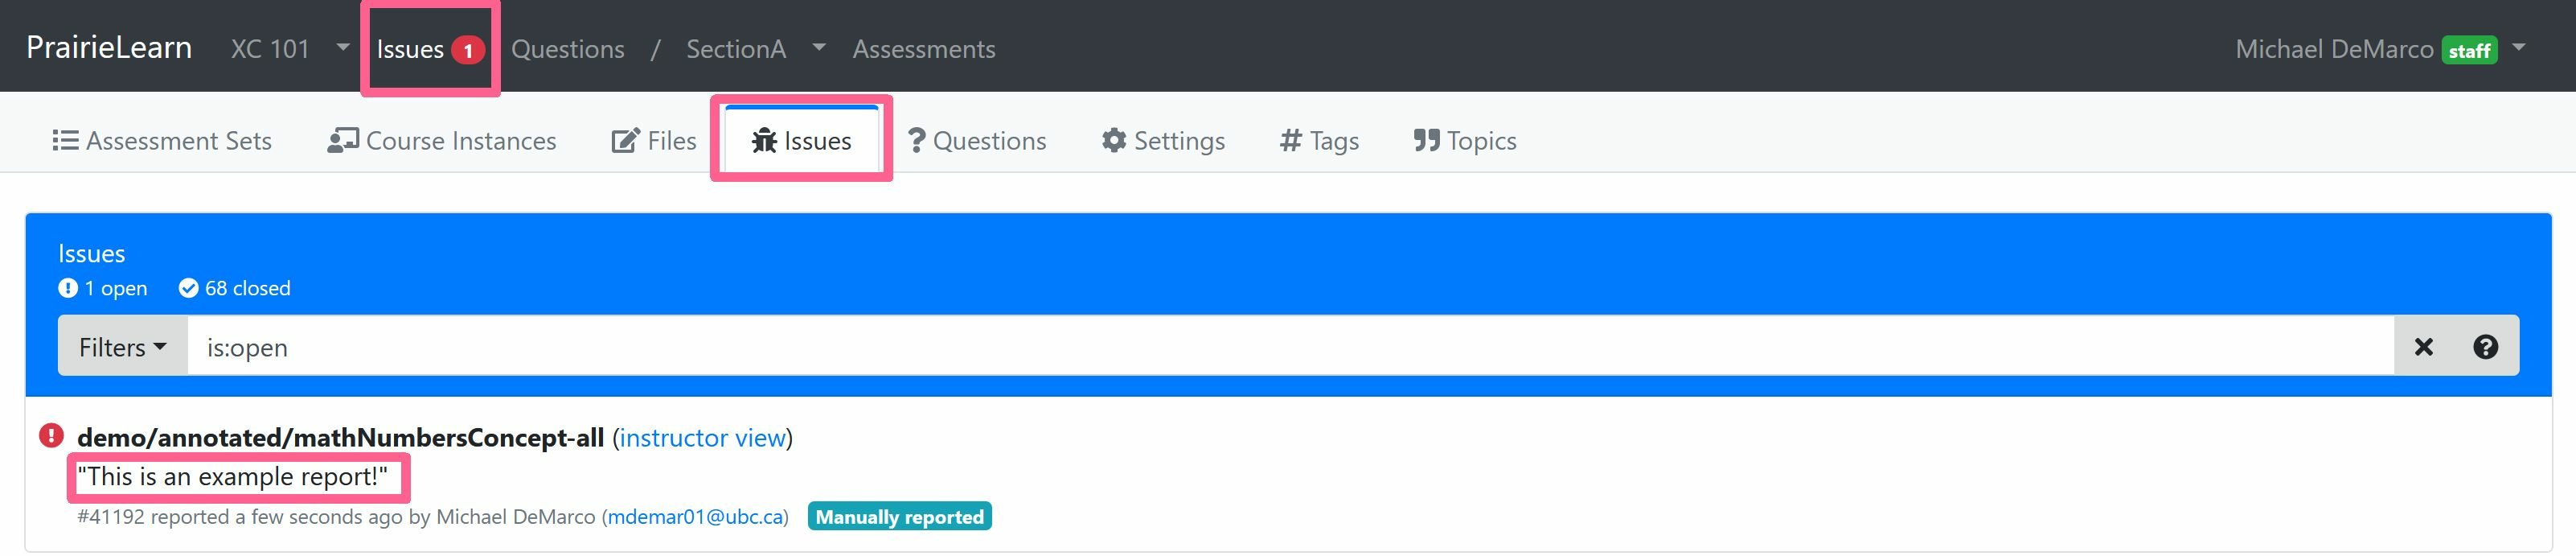 PrairieLearn XC 101 Issues 1 Questions / SectionA Assessments Michael DeMarco staff
Assessment Sets Course Instances Files Issues Questions Settings Tags Topics
Issues
1 open 68 closed
Filters is:open
demo/annotated/mathNumbersConcept-all (instructor view)
"This is an example report!"
#41192 reported a few seconds ago by Michael DeMarco (mdemar01@ubc.ca) Manually reported